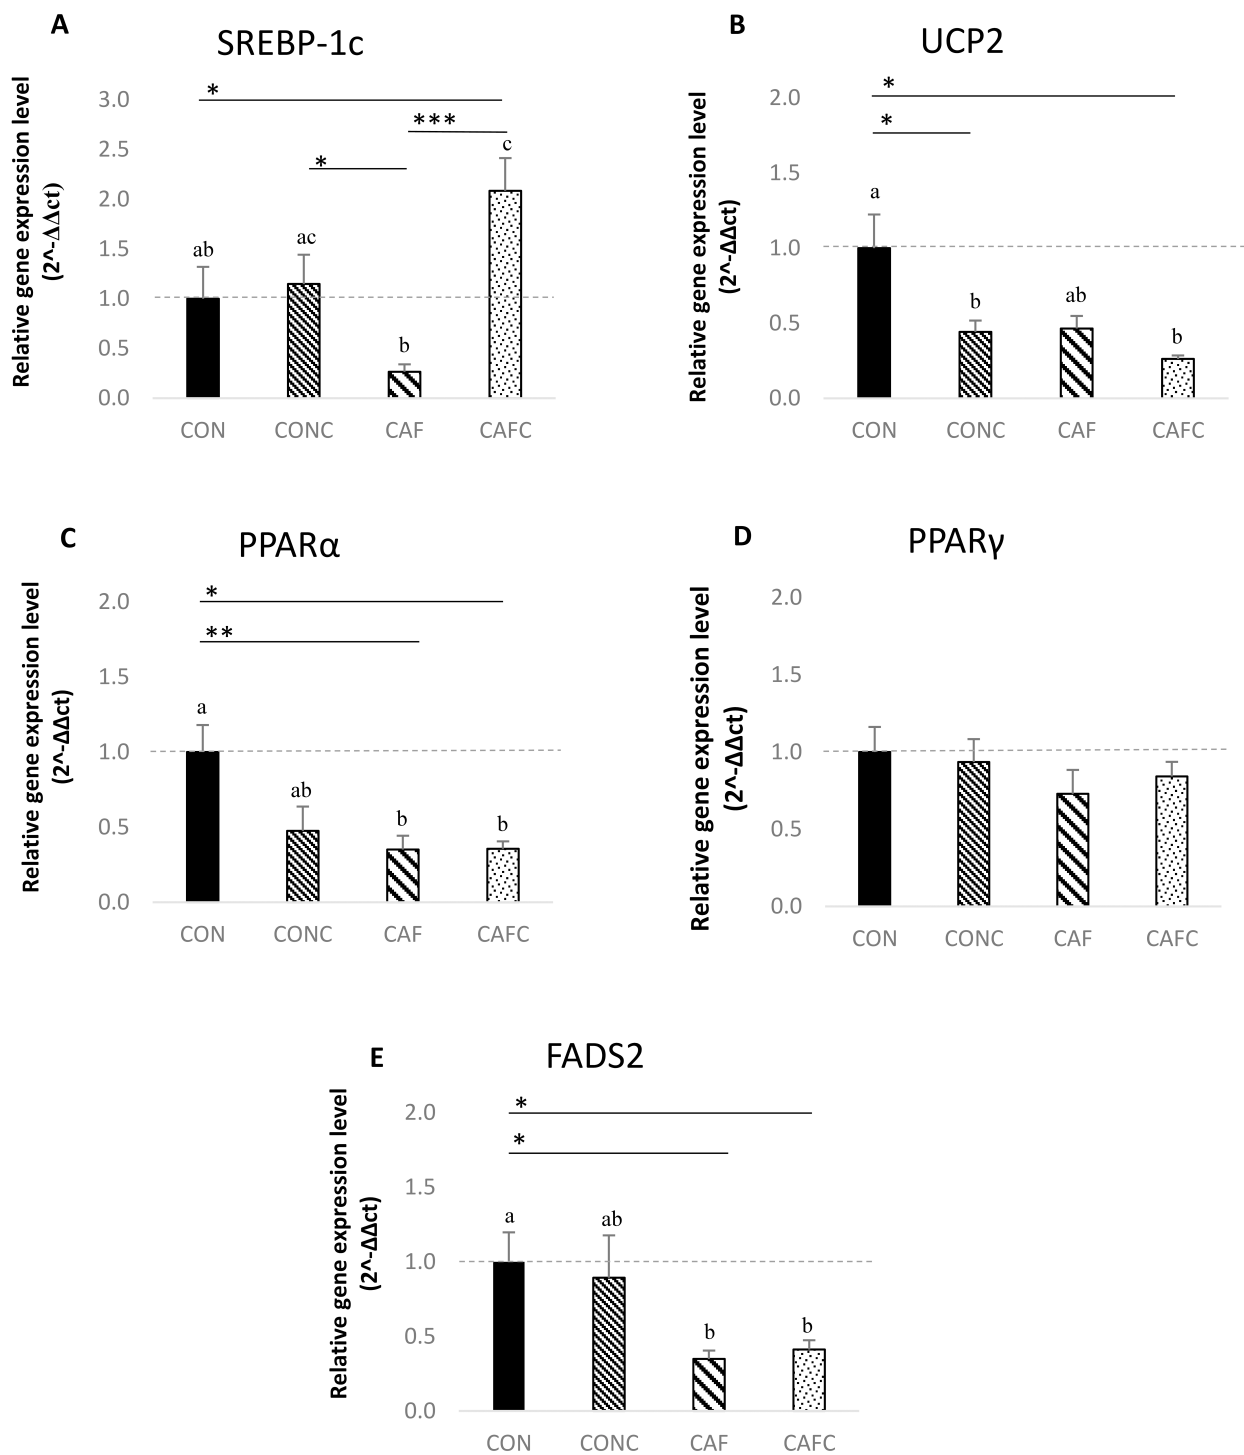 A
SREBP-1c
Relative gene expression level
(2^-ΔΔct)
3.0
2.5
2.0
1.5
1.0
0.5
0.0
*
***
*
ab
ac
b
c
CON CONC CAF CAFC
B
UCP2
Relative gene expression level
(2^-ΔΔct)
2.0
1.5
1.0
0.5
0.0
*
*
a
b
ab
b
CON CONC CAF CAFC
C
PPARα
Relative gene expression level
(2^-ΔΔct)
2.0
1.5
1.0
0.5
0.0
*
**
a
ab
b
b
CON CONC CAF CAFC
D
PPARγ
Relative gene expression level
(2^-ΔΔct)
2.0
1.5
1.0
0.5
0.0
CON CONC CAF CAFC
E
FADS2
Relative gene expression level
(2^-ΔΔct)
2.0
1.5
1.0
0.5
0.0
*
*
a
ab
b
b
CON CONC CAF CAFC